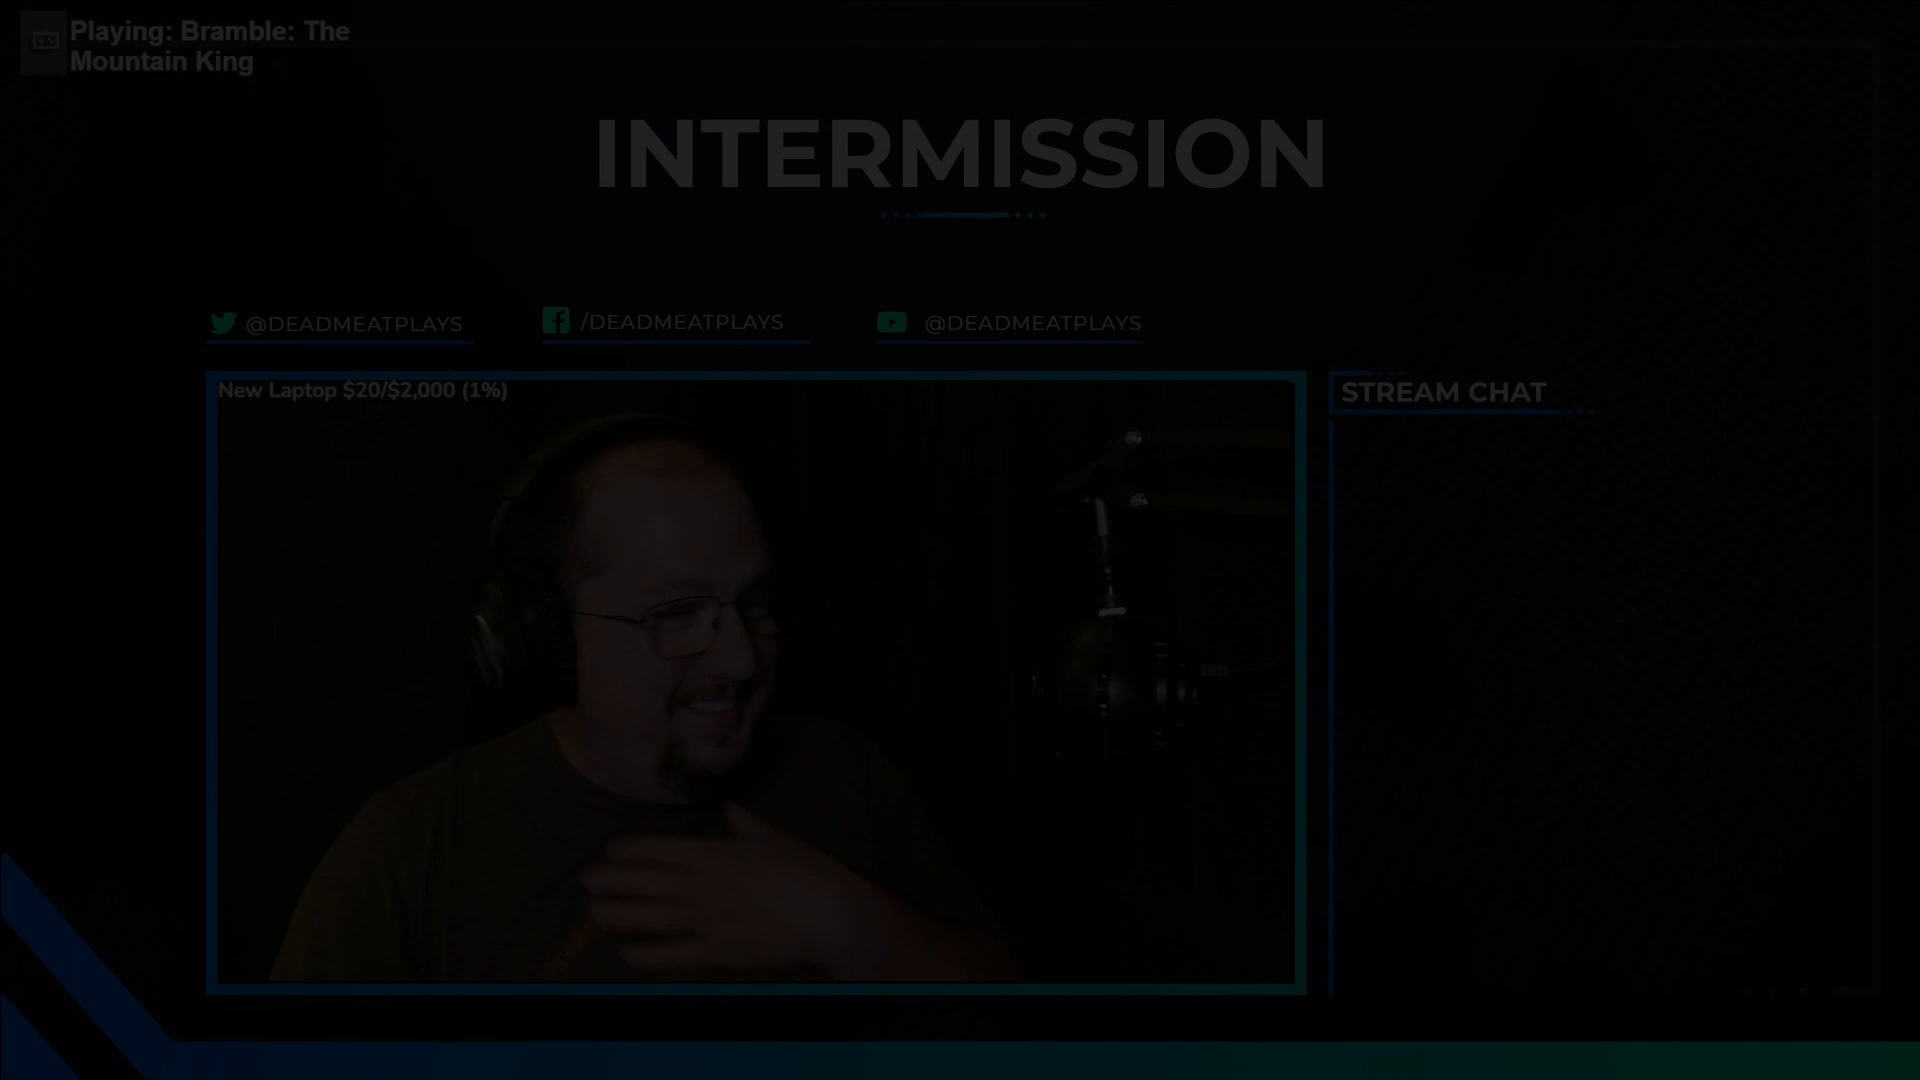 Playing: Bramble: The
Mountain King
INTERMISSION
@DEADMEATPLAYS
/DEADMEATPLAYS
@DEADMEATPLAYS
New Laptop $20/$2,000 (1%)
STREAM CHAT